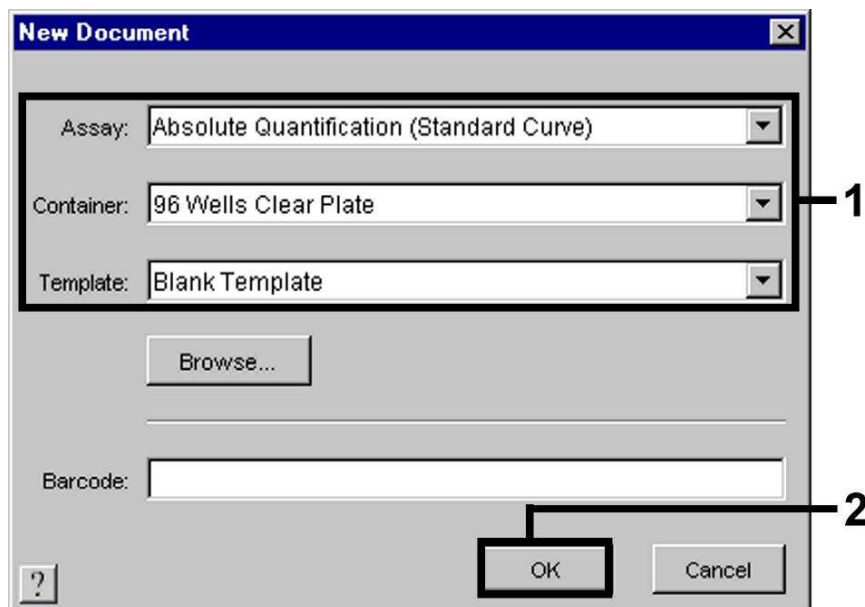 New Document
Assay: Absolute Quantification (Standard Curve)
Container: 96 Wells Clear Plate
1
Template: Blank Template
Browse...
Barcode:
2
OK Cancel
?